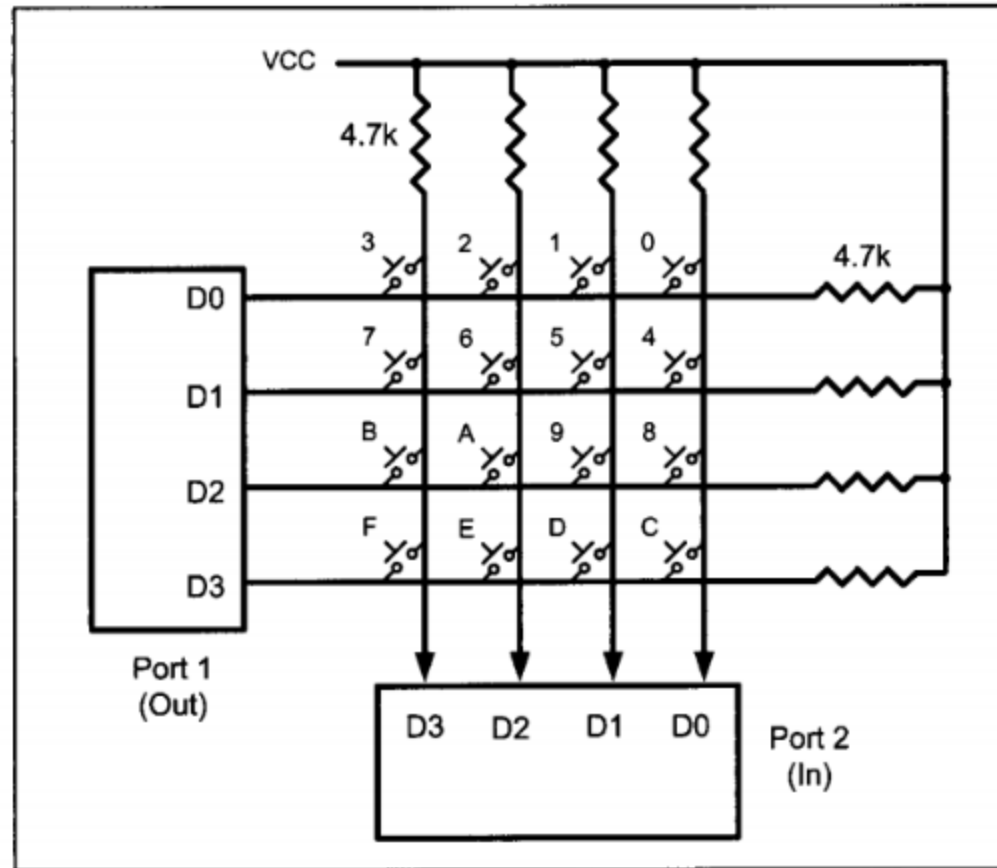 VCC
4.7k
3 2 1 0
4.7k
D0
7 6 5 4
D1
B A 9 8
D2
F E D C
D3
Port 1
(Out)
D3 D2 D1 D0
Port 2
(In)